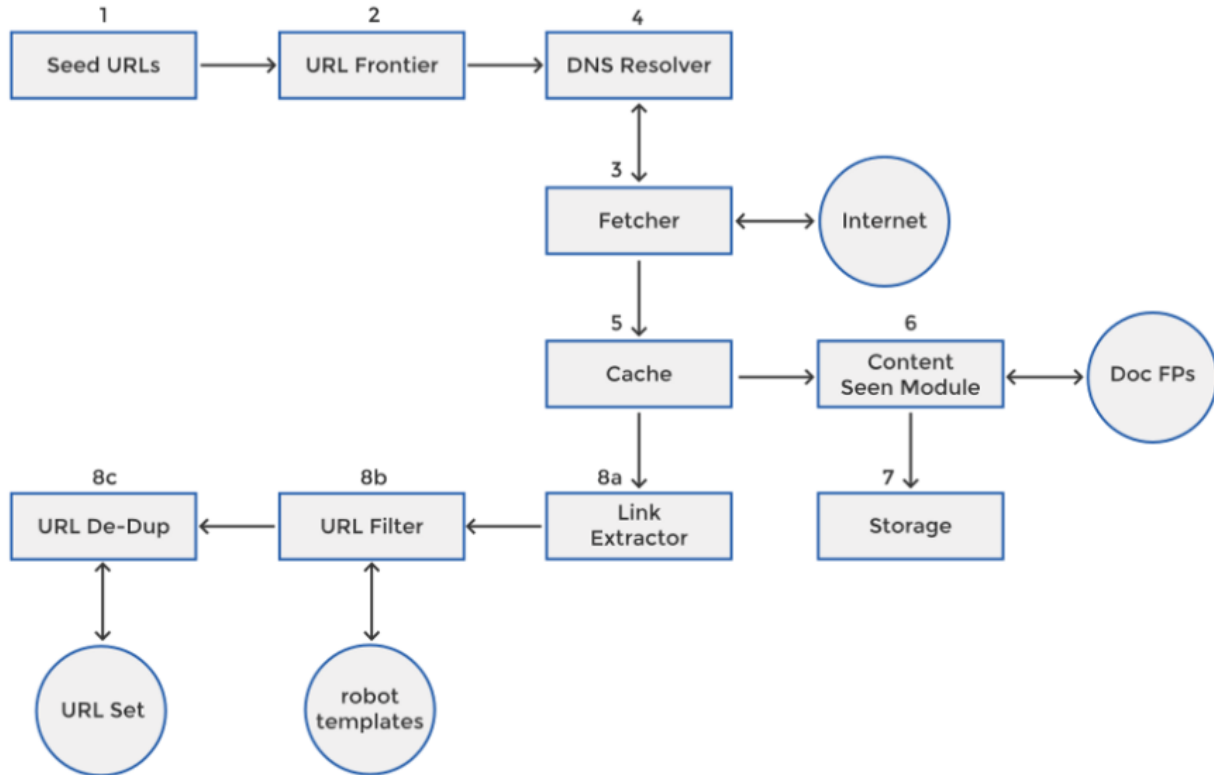 1
2
4
Seed URLs
URL Frontier
DNS Resolver
3
Fetcher
Internet
5
6
Cache
Content
Seen Module
Doc FPs
8c
8b
8a
7
URL De-Dup
URL Filter
Link
Extractor
Storage
URL Set
robot
templates